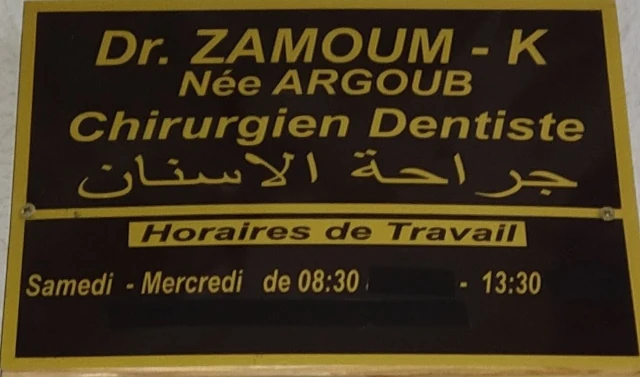 Dr. ZAMOUM - K
Née ARGOUB
Chirurgien Dentiste
جراحة الاسنان
Horaires de Travail
Samedi - Mercredi de 08:30 - 13:30